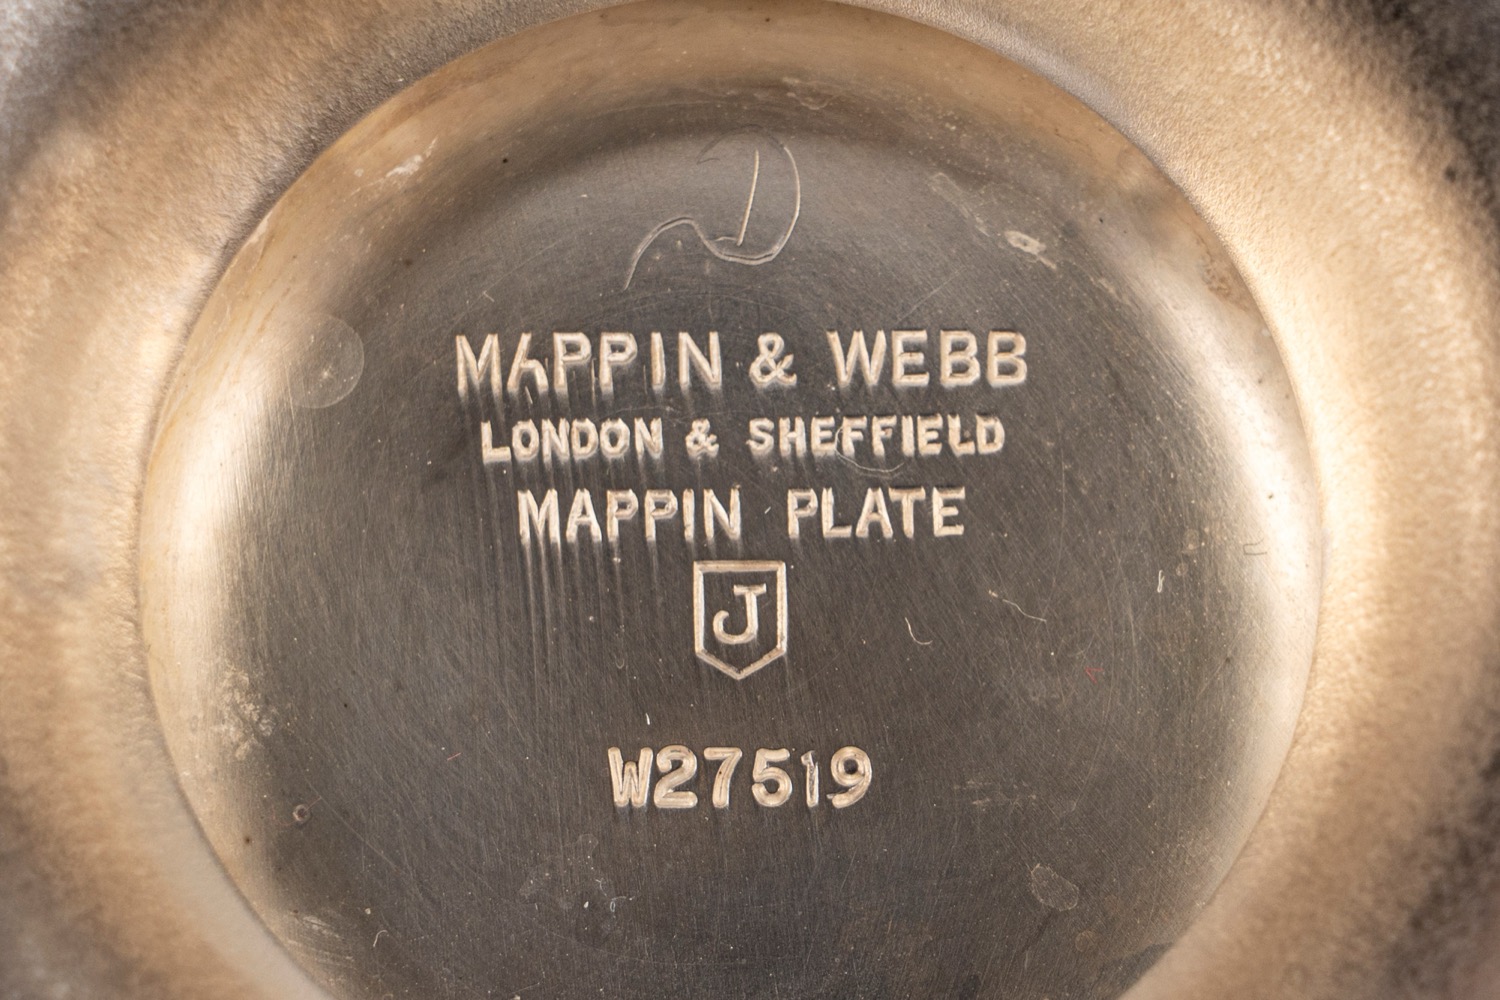 MAPPIN & WEBB
LONDON & SHEFFIELD
MAPPIN PLATE
J
W27519